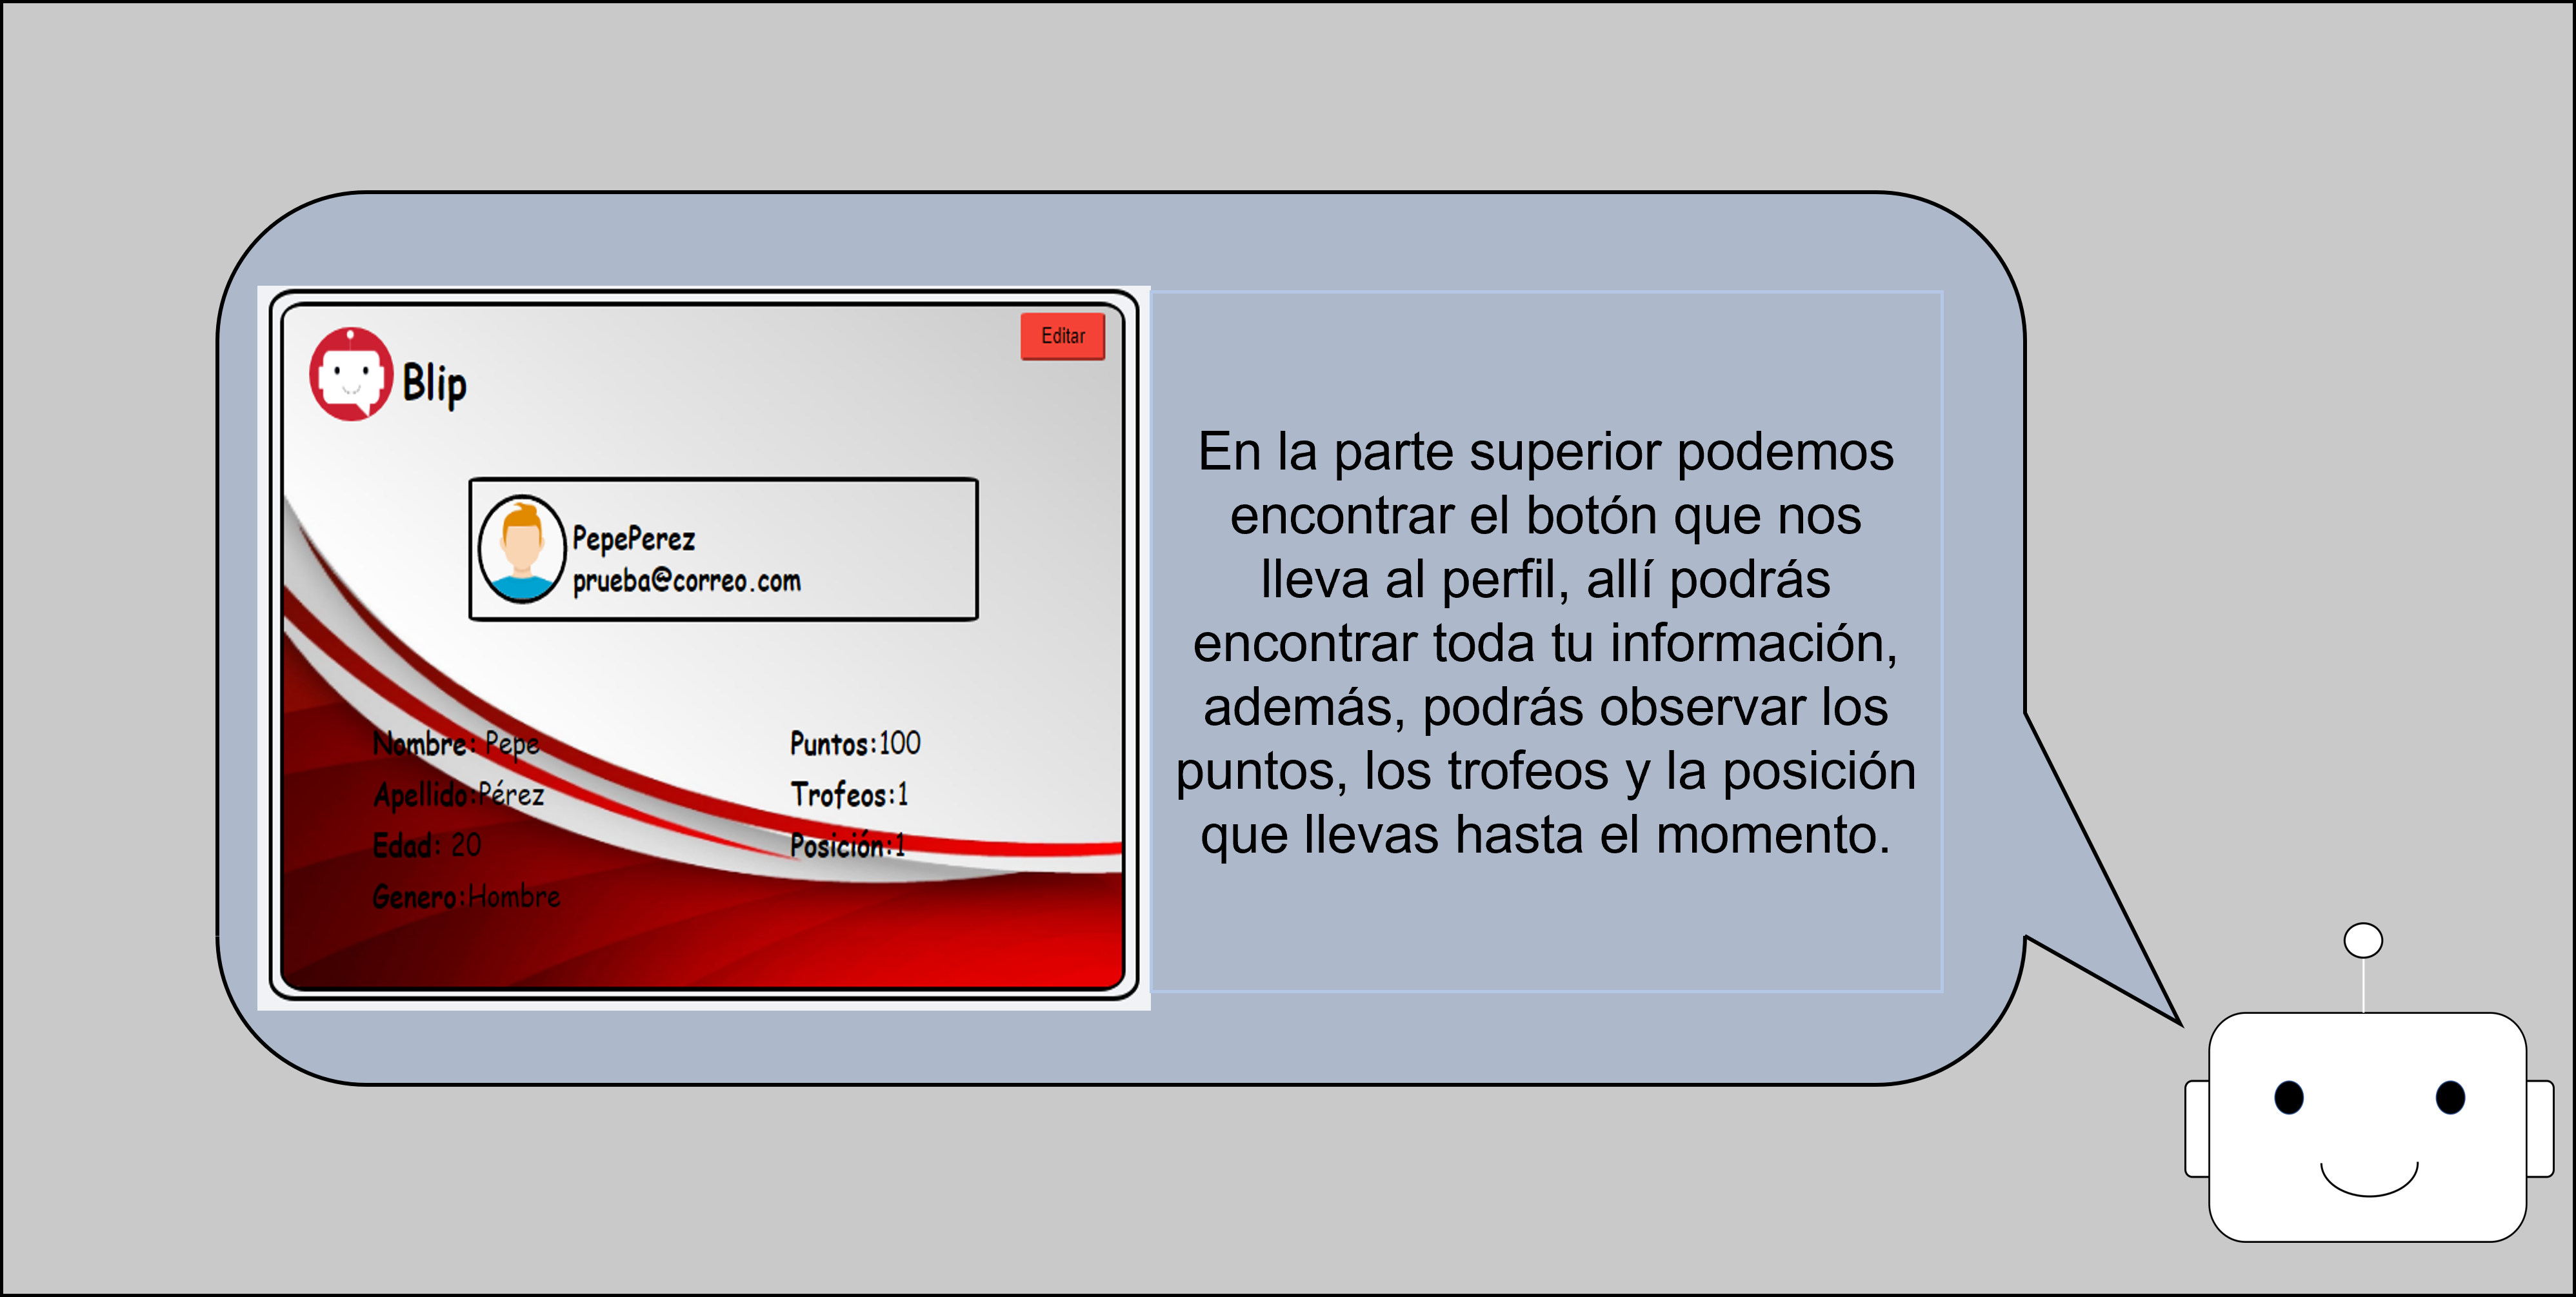 Editar
Blip
PepePerez
prueba@correo.com
Nombre: Pepe
Apellido:Pérez
Edad: 20
Genero:Hombre
Puntos:100
Trofeos:1
Posición:1
En la parte superior podemos
encontrar el botón que nos
lleva al perfil, allí podrás
encontrar toda tu información,
además, podrás observar los
puntos, los trofeos y la posición
que llevas hasta el momento.